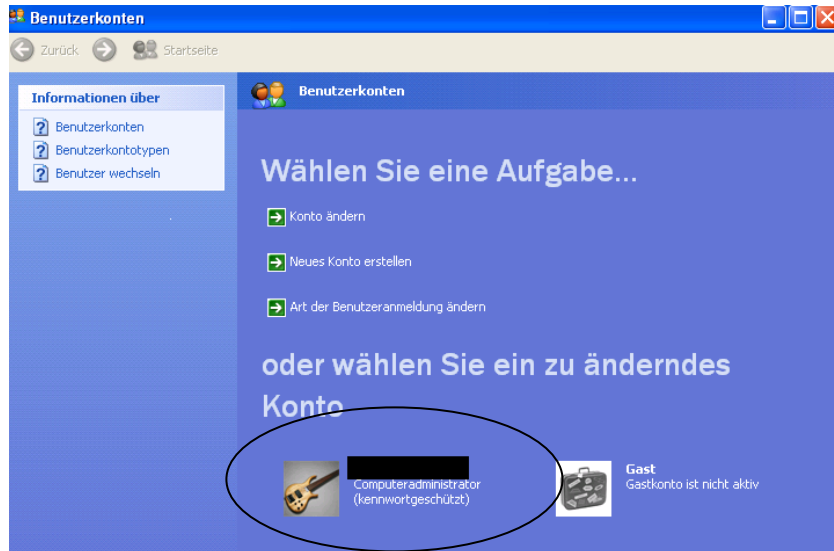 Benutzerkonten
Zurück Startseite
Informationen über
Benutzerkonten
Benutzerkontotypen
Benutzer wechseln
Benutzerkonten
Wählen Sie eine Aufgabe...
Konto ändern
Neues Konto erstellen
Art der Benutzeranmeldung ändern
oder wählen Sie ein zu änderndes
Konto
Computeradministrator
(kennwortgeschützt)
Gast
Gastkonto ist nicht aktiv